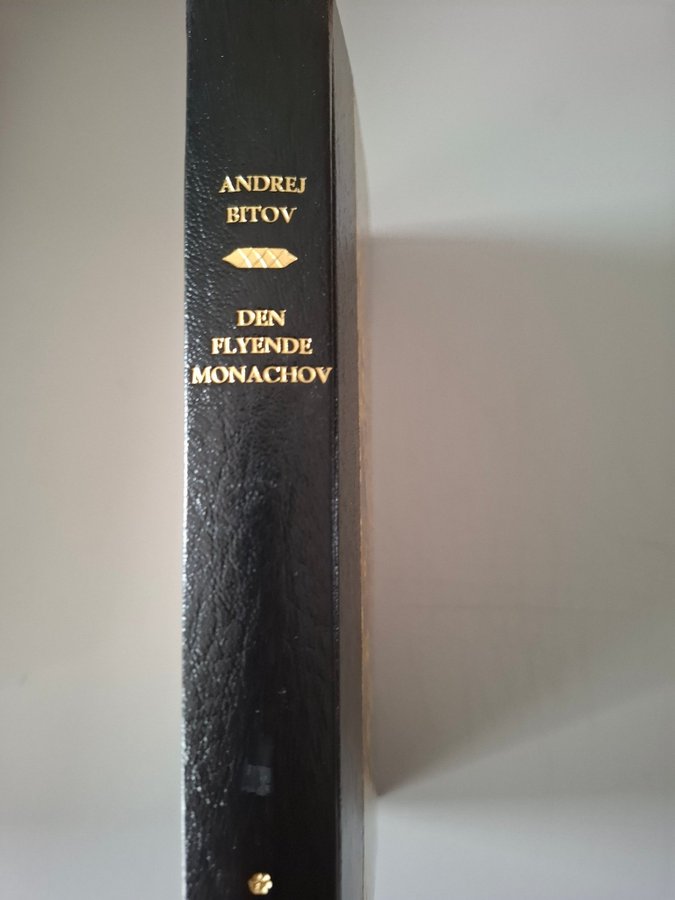 ANDREJ
BITOV
DEN
FLYENDE
MONACHOV